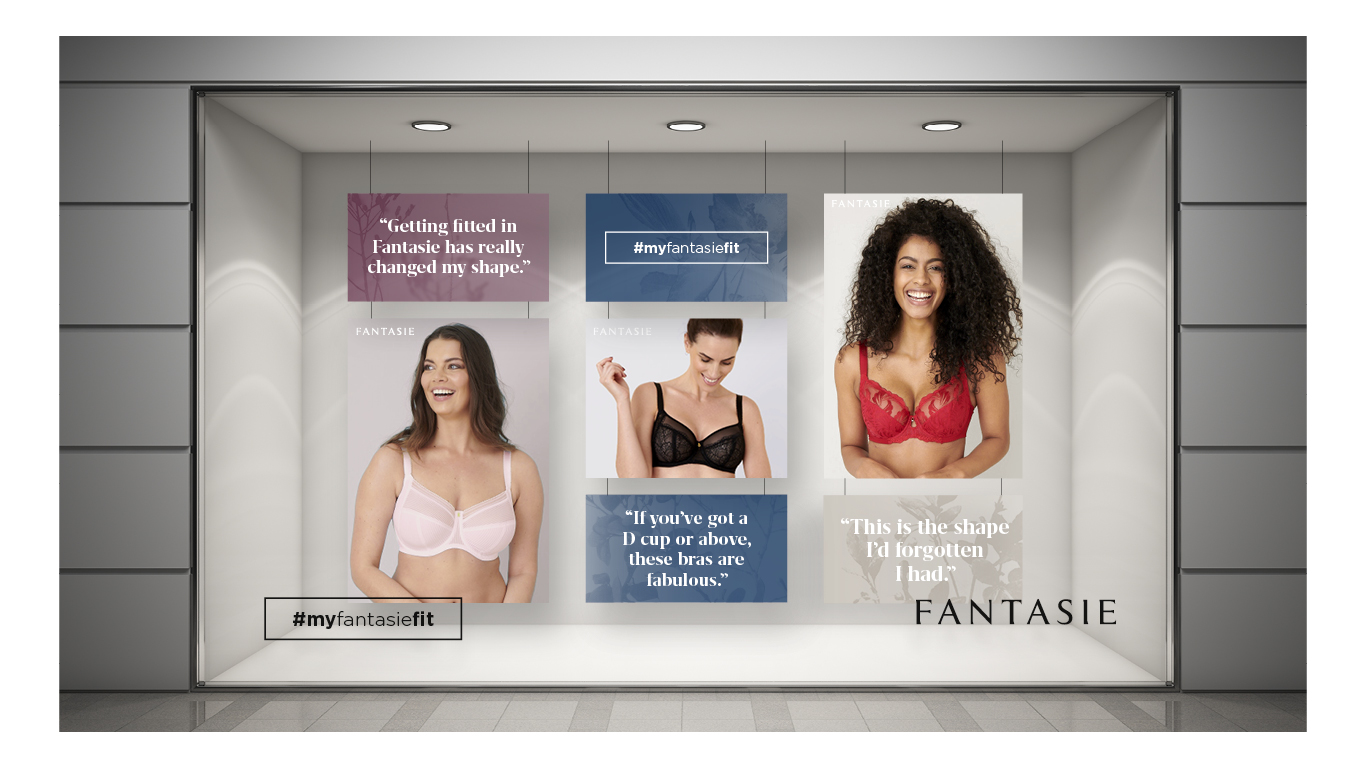 “Getting fitted in
Fantasie has really
changed my shape.”
FANTASIE
#myfantasiefit
FANTASIE
“If you’ve got a
D cup or above,
these bras are
fabulous.”
FANTASIE
“This is the shape
I’d forgotten
I had.”
#myfantasiefit
FANTASIE